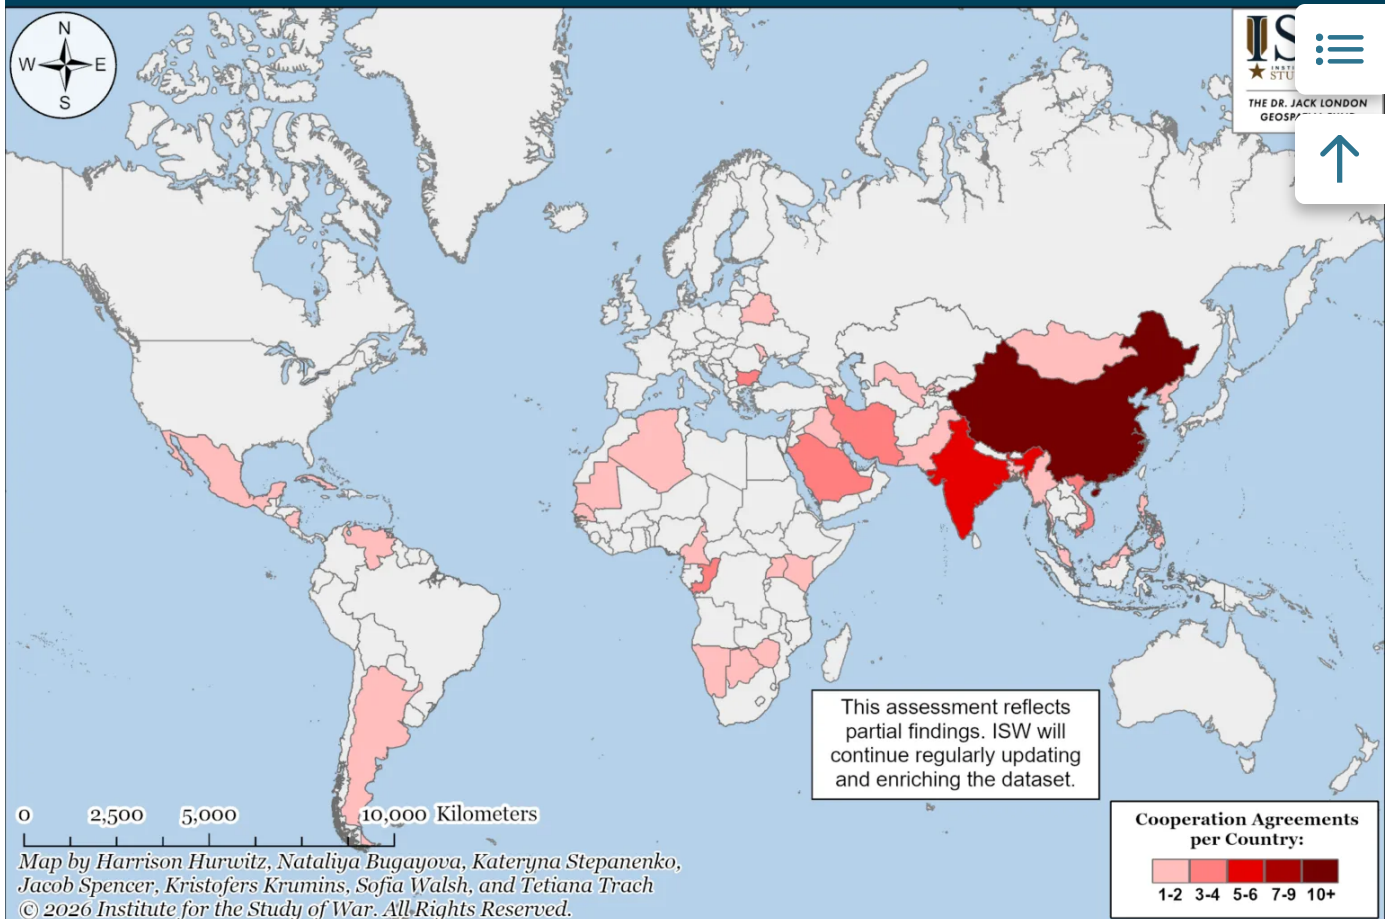 N
W E
S
IS
INSTI
STU
THE DR. JACK LONDON
This assessment reflects
partial findings. ISW will
continue regularly updating
and enriching the dataset.
0 2,500 5,000 10,000 Kilometers
Map by Harrison Hurwitz, Nataliya Bugayova, Kateryna Stepanenko,
Jacob Spencer, Kristofers Krumins, Sofia Walsh, and Tetiana Trach
© 2026 Institute for the Study of War. All Rights Reserved.
Cooperation Agreements
per Country:
1-2 3-4 5-6 7-9 10+